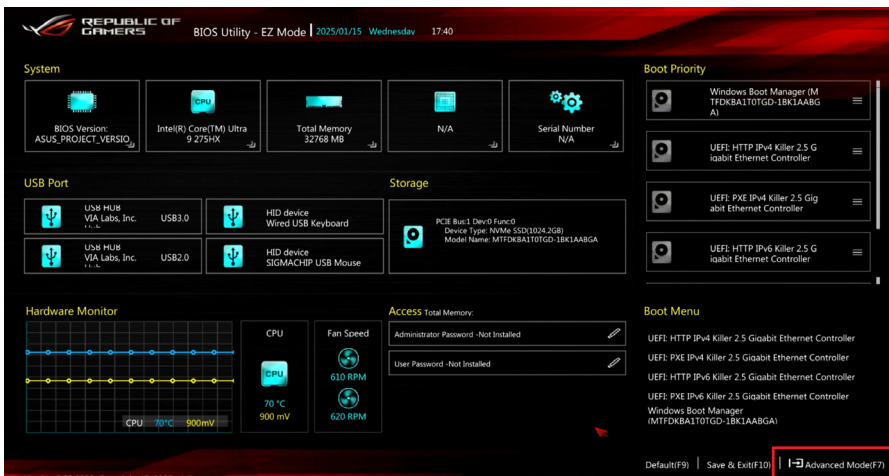 REPUBLIC OF
GAMERS
BIOS Utility - EZ Mode
2025/01/15 Wednesday 17:40
System
BIOS Version:
ASUS_PROJECT_VERSIO
CPU
Intel(R) Core(TM) Ultra
9 275HX
Total Memory
32768 MB
N/A
Serial Number
N/A
USB Port
USB HUB
VIA Labs, Inc.
USB3.0
HID device
Wired USB Keyboard
USB HUB
VIA Labs, Inc.
USB2.0
HID device
SIGMACHIP USB Mouse
Storage
PCIE Bus:1 Dev:0 Func:0
Device Type: NVMe SSD(1024.2GB)
Model Name: MTFDKBA1T0TGD-1BK1AABGA
Hardware Monitor
CPU 70°C 900mV
CPU
CPU
70 °C
900 mV
Fan Speed
610 RPM
620 RPM
Access Total Memory:
Administrator Password -Not Installed
User Password -Not Installed
Boot Priority
Windows Boot Manager (M
TFDKBA1T0TGD-1BK1AABG
A)
UEFI: HTTP IPv4 Killer 2.5 G
igabit Ethernet Controller
UEFI: PXE IPv4 Killer 2.5 Gig
abit Ethernet Controller
UEFI: HTTP IPv6 Killer 2.5 G
igabit Ethernet Controller
Boot Menu
UEFI: HTTP IPv4 Killer 2.5 Gigabit Ethernet Controller
UEFI: PXE IPv4 Killer 2.5 Gigabit Ethernet Controller
UEFI: HTTP IPv6 Killer 2.5 Gigabit Ethernet Controller
UEFI: PXE IPv6 Killer 2.5 Gigabit Ethernet Controller
Windows Boot Manager
(MTFDKBA1T0TGD-1BK1AABGA)
Default(F9)
Save & Exit(F10)
Advanced Mode(F7)